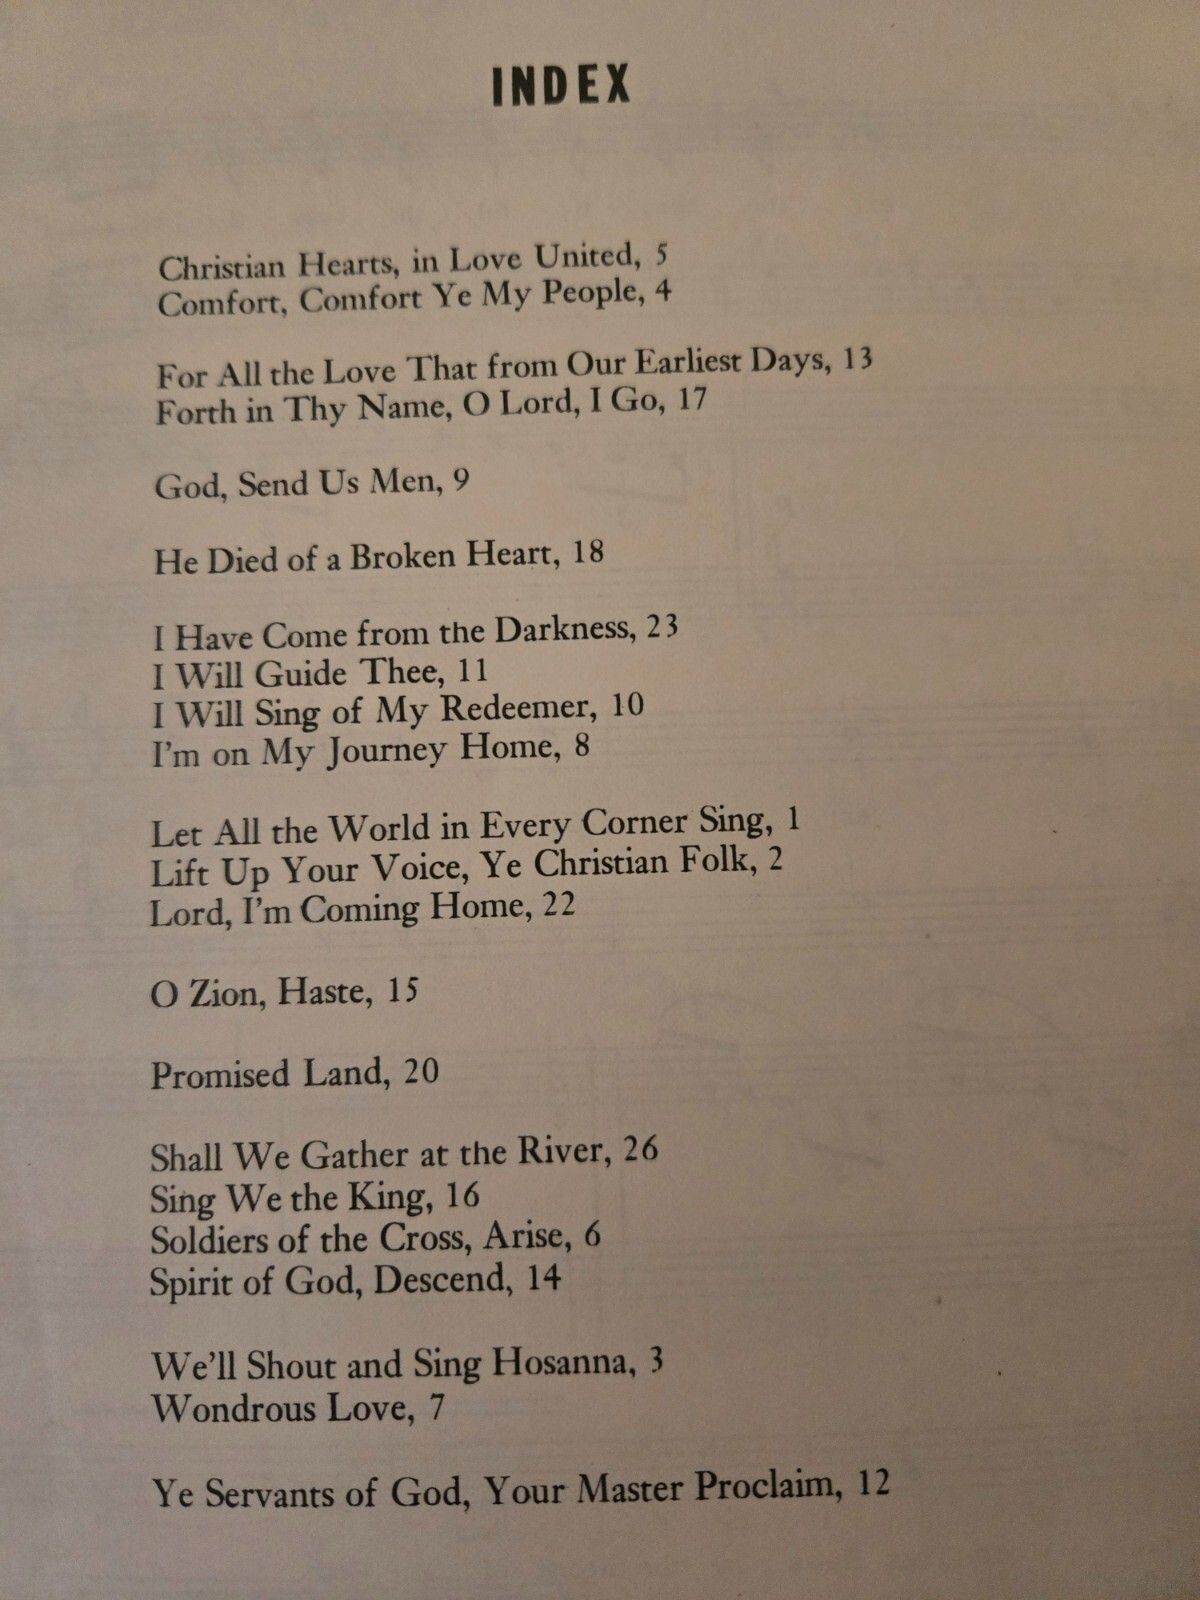 INDEX
Christian Hearts, in Love United, 5
Comfort, Comfort Ye My People, 4
For All the Love That from Our Earliest Days, 13
Forth in Thy Name, O Lord, I Go, 17
God, Send Us Men, 9
He Died of a Broken Heart, 18
I Have Come from the Darkness, 23
I Will Guide Thee, 11
I Will Sing of My Redeemer, 10
I'm on My Journey Home, 8
Let All the World in Every Corner Sing, 1
Lift Up Your Voice, Ye Christian Folk, 2
Lord, I'm Coming Home, 22
O Zion, Haste, 15
Promised Land, 20
Shall We Gather at the River, 26
Sing We the King, 16
Soldiers of the Cross, Arise, 6
Spirit of God, Descend, 14
We'll Shout and Sing Hosanna, 3
Wondrous Love, 7
Ye Servants of God, Your Master Proclaim, 12